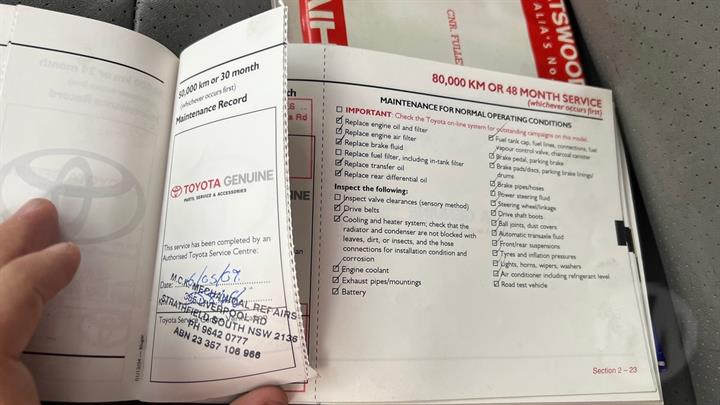 50,000 km or 30 month
(whichever occurs first)
Maintenance Record
TOYOTA GENUINE
PARTS, SERVICE & ACCESSORIES
This service has been completed by an
Authorised Toyota Service Centre:
Date:
M.C.K. MECHANICAL REPAIRS
LIVERPOOL RD
STRATHFIELD SOUTH NSW 2136
Toyota Service
PH 9642 0777
ABN 23 357 106 966
CNR. FULLE
TSWOOD
ALIA'S No.
Rd
80,000 KM OR 48 MONTH SERVICE
(whichever occurs first)
MAINTENANCE FOR NORMAL OPERATING CONDITIONS
IMPORTANT: Check the Toyota on-line system for outstanding campaigns on this model.
Replace engine oil and filter
Replace engine air filter
Replace brake fluid
Replace fuel filter, including in-tank filter
Replace transfer oil
Replace rear differential oil
Inspect the following:
Inspect valve clearances (sensory method)
Drive belts
Cooling and heater system; check that the
radiator and condenser are not blocked with
leaves, dirt, or insects, and the hose
connections for installation condition and
corrosion
Engine coolant
Exhaust pipes/mountings
Battery
Fuel tank cap, fuel lines, connections, fuel
vapour control valve, charcoal canister
Brake pedal, parking brake
Brake pads/discs, parking brake linings/
drums
Brake pipes/hoses
Power steering fluid
Steering wheel/linkage
Drive shaft boots
Ball joints, dust covers
Automatic transaxle fluid
Front/rear suspensions
Tyres and inflation pressures
Lights, horns, wipers, washers
Air conditioner including refrigerant level
Road test vehicle
Section 2 – 23